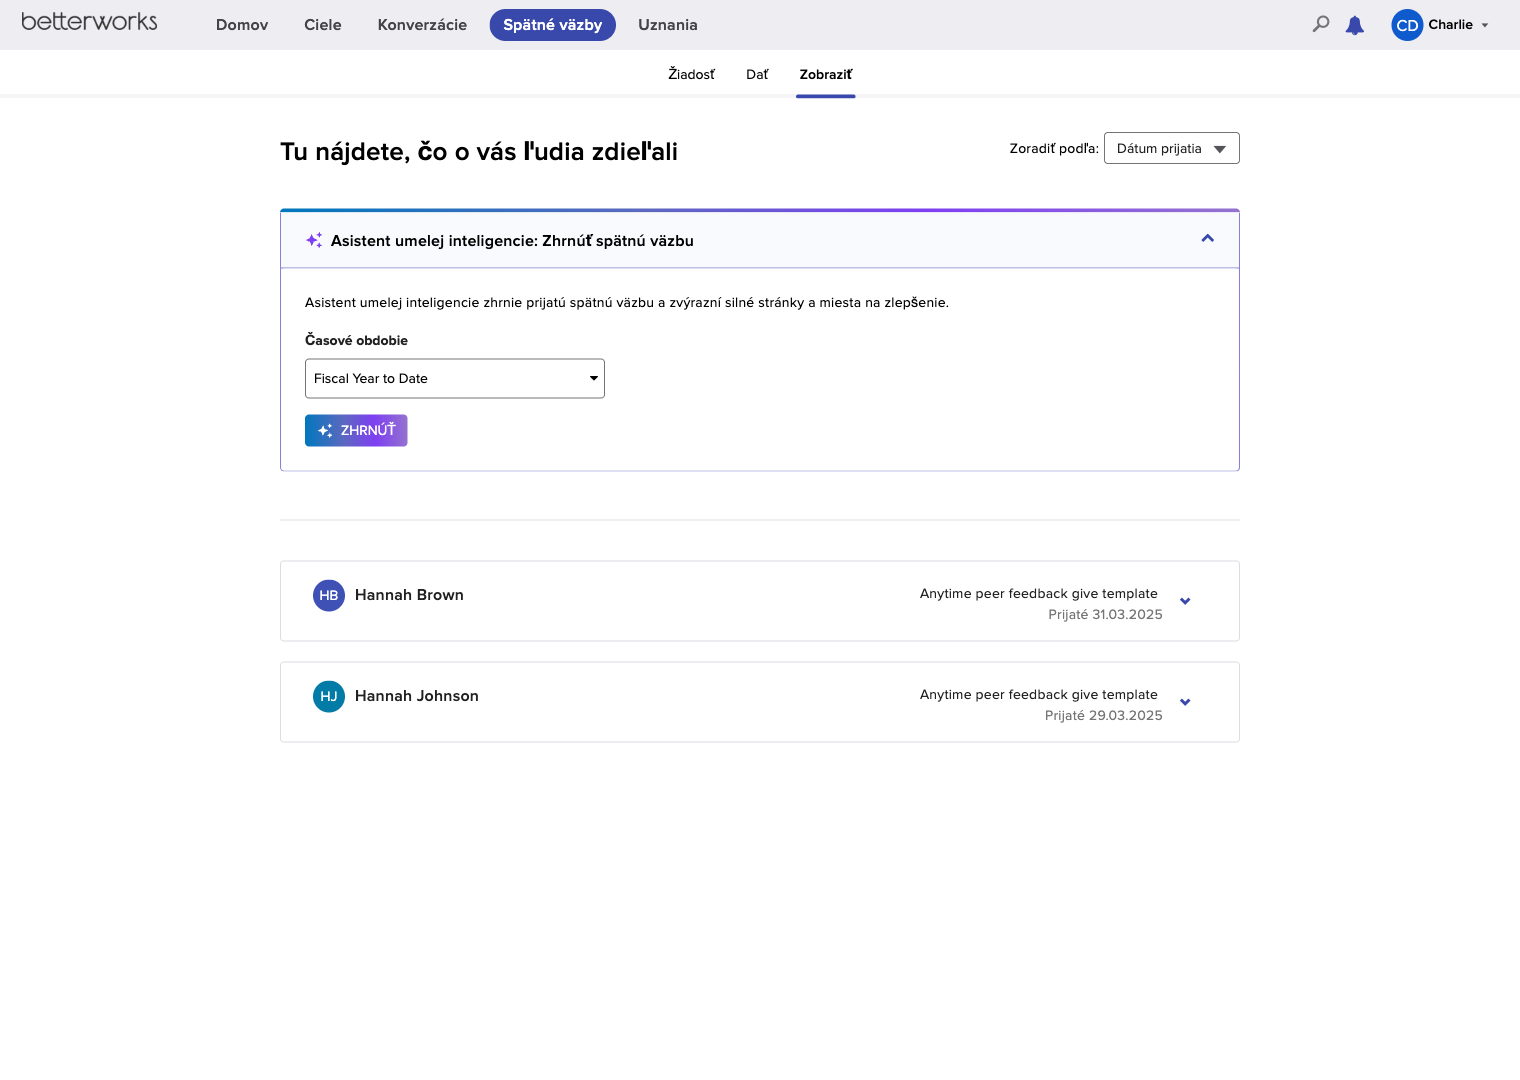 betterworks
Domov
Ciele
Konverzácie
Spätné väzby
Uznania
CD
Charlie
Žiadosť
Dať
Zobraziť
Tu nájdete, čo o vás ľudia zdieľali
Zoradiť podľa:
Dátum prijatia
Asistent umelej inteligencie: Zhrnúť spätnú väzbu
Asistent umelej inteligencie zhrnie prijatú spätnú väzbu a zvýrazní silné stránky a miesta na zlepšenie.
Časové obdobie
Fiscal Year to Date
ZHRNÚŤ
HB
Hannah Brown
Anytime peer feedback give template
Prijaté 31.03.2025
HJ
Hannah Johnson
Anytime peer feedback give template
Prijaté 29.03.2025